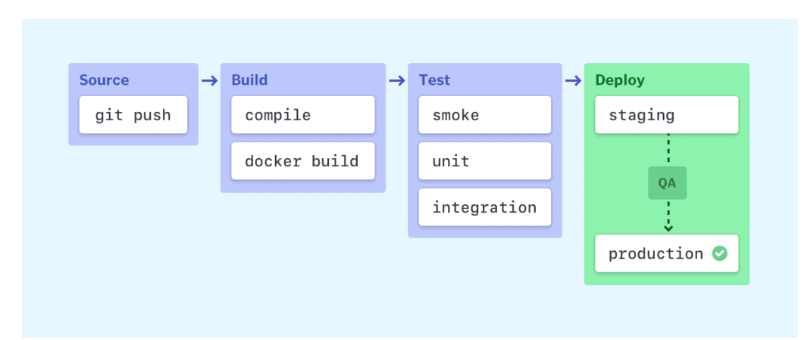 Source
git push
Build
compile
docker build
Test
smoke
unit
integration
Deploy
staging
QA
production